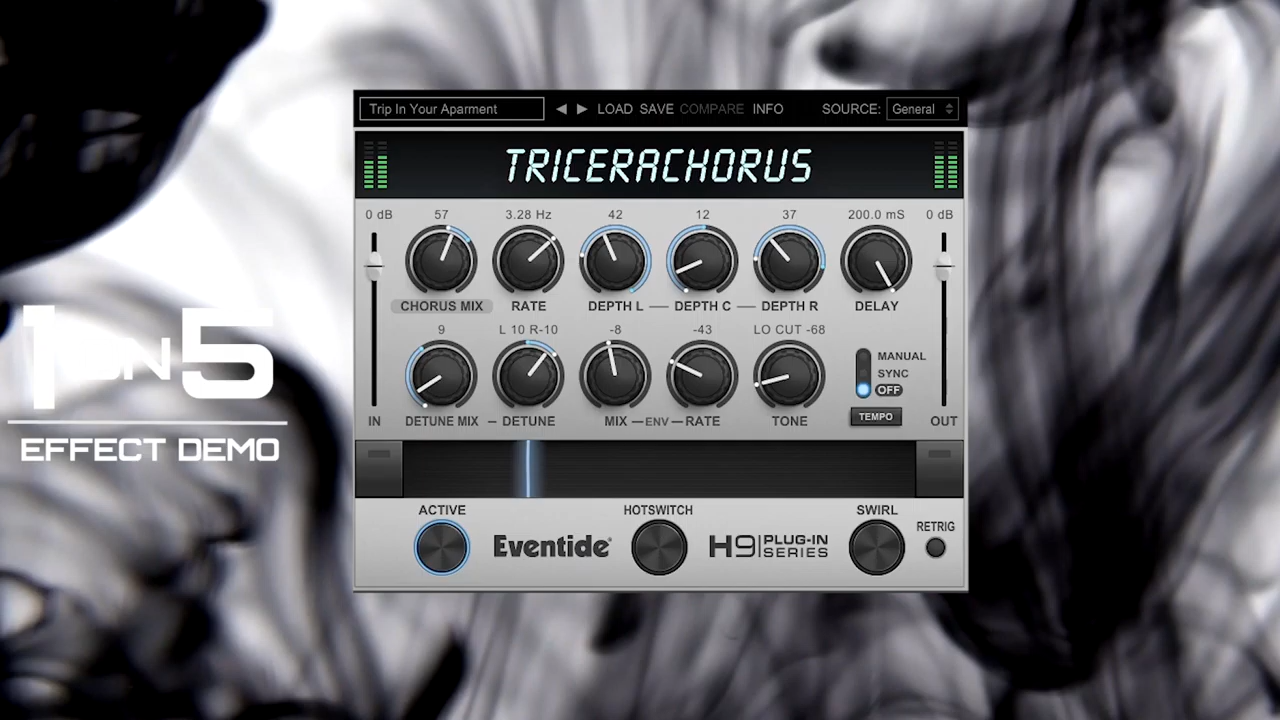 Trip In Your Aparment ◀ ▶ LOAD SAVE COMPARE INFO SOURCE: General
TRICERACHORUS
0 dB 57 3.28 Hz 42 12 37 200.0 mS 0 dB
CHORUS MIX RATE DEPTH L DEPTH C DEPTH R DELAY
9 L 10 R-10 -8 -43 LO CUT -68
MANUAL
SYNC
OFF
TEMPO
IN DETUNE MIX DETUNE MIX ENV RATE TONE OUT
1 ON 5
EFFECT DEMO
ACTIVE HOTSWITCH SWIRL
RETRIG
Eventide® H9 PLUG-IN SERIES